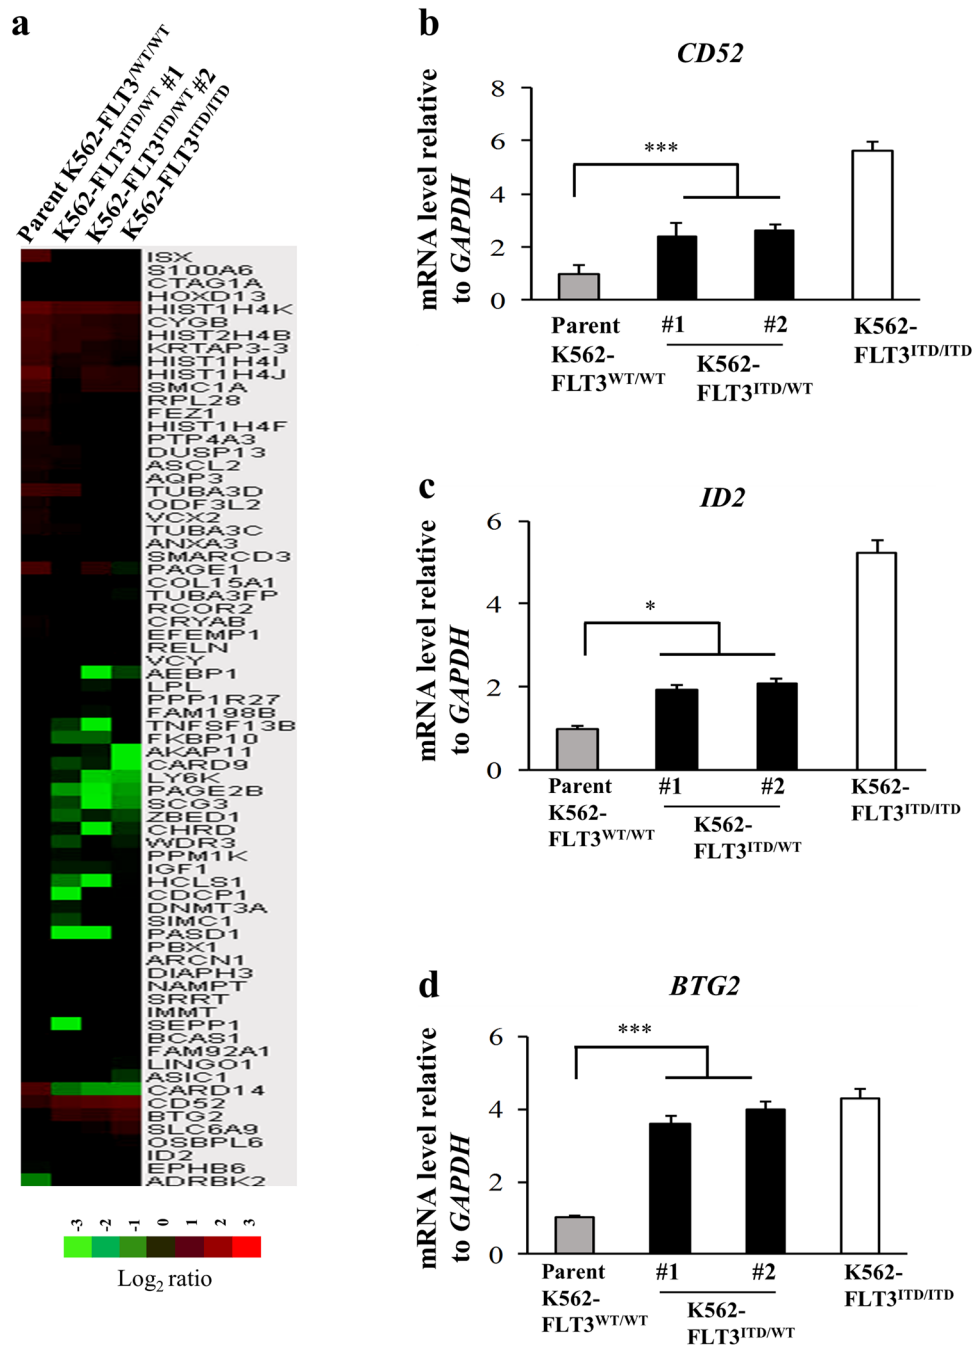 a
Parent K562-FLT3/WT/WT
K562-FLT3ITD/WT #1
K562-FLT3ITD/WT #2
K562-FLT3ITD/ITD
ISX
S100A6
CTAG1A
HOXD13
HIST1H4K
CYGB
HIST2H4B
KRTAP3-3
HIST1H4I
HIST1H4J
SMC1A
RPL28
FEZ1
HIST1H4F
PTP4A3
DUSP13
ASCL2
AQP3
TUBA3D
ODF3L2
VCX2
TUBA3C
ANXA3
SMARCD3
PAGE1
COL15A1
TUBA3FP
RCOR2
CRYAB
EFEMP1
RELN
VCY
AEBP1
LPL
PPP1R27
FAM198B
TNFSF13B
FKBP10
AKAP11
CARD9
LY6K
PAGE2B
SCG3
ZBED1
CHRD
WDR3
PPM1K
IGF1
HCLS1
CDCP1
DNMT3A
SIMC1
PASD1
PBX1
ARCN1
DIAPH3
NAMPT
SRRT
IMMT
SEPP1
BCAS1
FAM92A1
LINGO1
ASIC1
CARD14
CD52
BTG2
SLC6A9
OSBPL6
ID2
EPHB6
ADRBK2
-3 -2 -1 0 1 2 3
Log2 ratio
b
CD52
mRNA level relative
to GAPDH
8
6
4
2
0
***
Parent
K562-
FLT3WT/WT
#1
#2
K562-
FLT3ITD/WT
K562-
FLT3ITD/ITD
c
ID2
mRNA level relative
to GAPDH
6
4
2
0
*
Parent
K562-
FLT3WT/WT
#1
#2
K562-
FLT3ITD/WT
K562-
FLT3ITD/ITD
d
BTG2
mRNA level relative
to GAPDH
6
4
2
0
***
Parent
K562-
FLT3WT/WT
#1
#2
K562-
FLT3ITD/WT
K562-
FLT3ITD/ITD